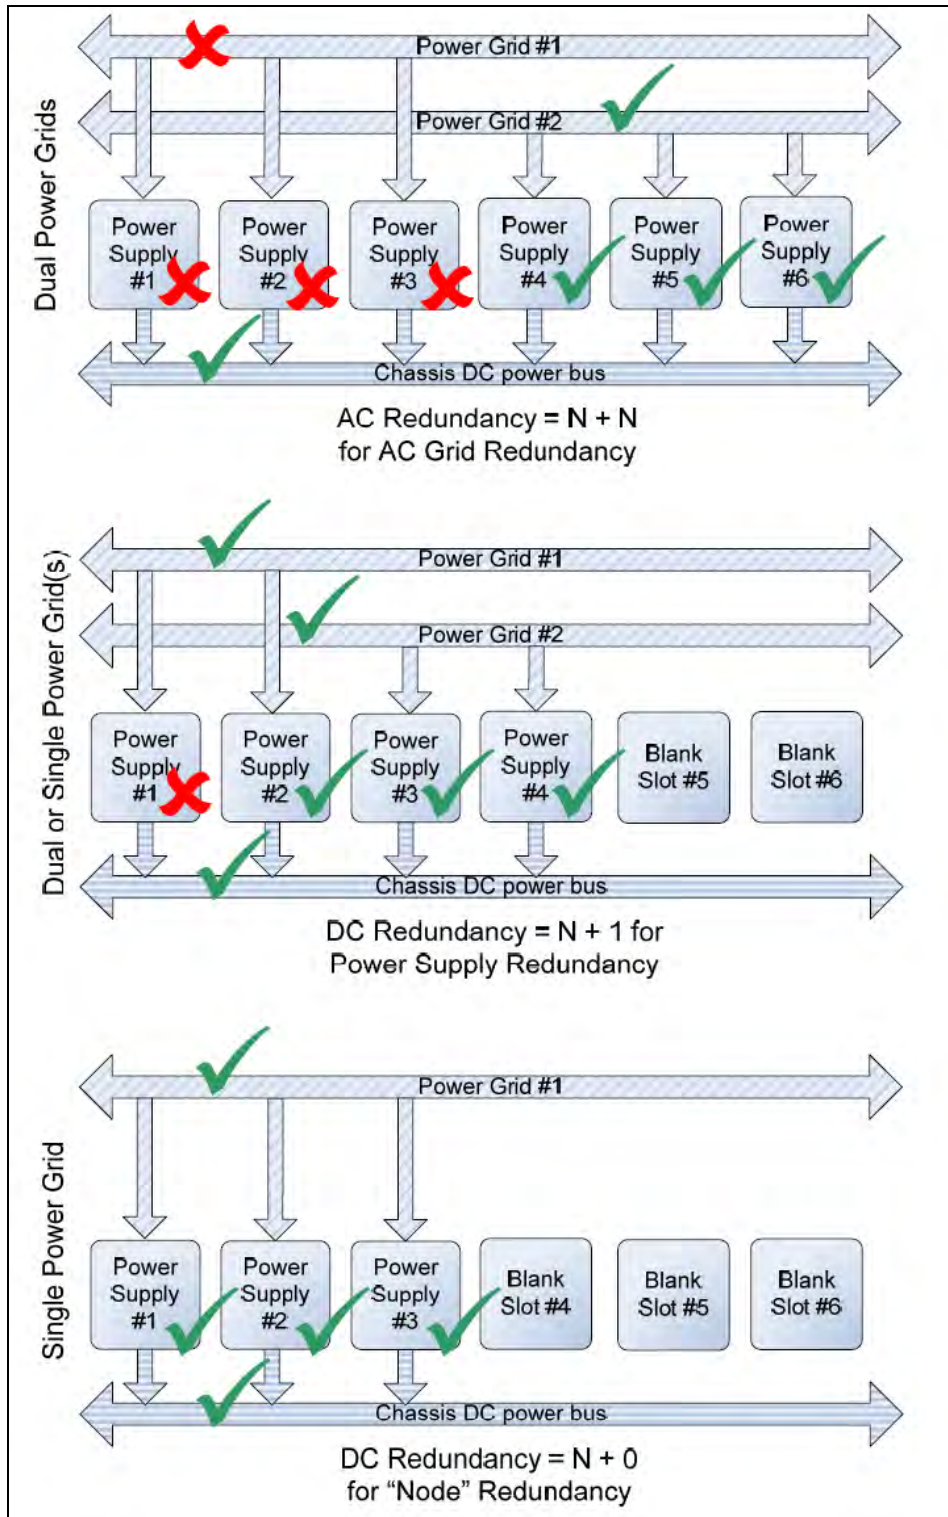 Dual Power Grids
Power Grid #1
Power Grid #2
Power
Supply
#1
Power
Supply
#2
Power
Supply
#3
Power
Supply
#4
Power
Supply
#5
Power
Supply
#6
Chassis DC power bus
AC Redundancy = N + N
for AC Grid Redundancy
Dual or Single Power Grid(s)
Power Grid #1
Power Grid #2
Power
Supply
#1
Power
Supply
#2
Power
Supply
#3
Power
Supply
#4
Blank
Slot #5
Blank
Slot #6
Chassis DC power bus
DC Redundancy = N + 1 for
Power Supply Redundancy
Single Power Grid
Power Grid #1
Power
Supply
#1
Power
Supply
#2
Power
Supply
#3
Blank
Slot #4
Blank
Slot #5
Blank
Slot #6
Chassis DC power bus
DC Redundancy = N + 0
for “Node” Redundancy